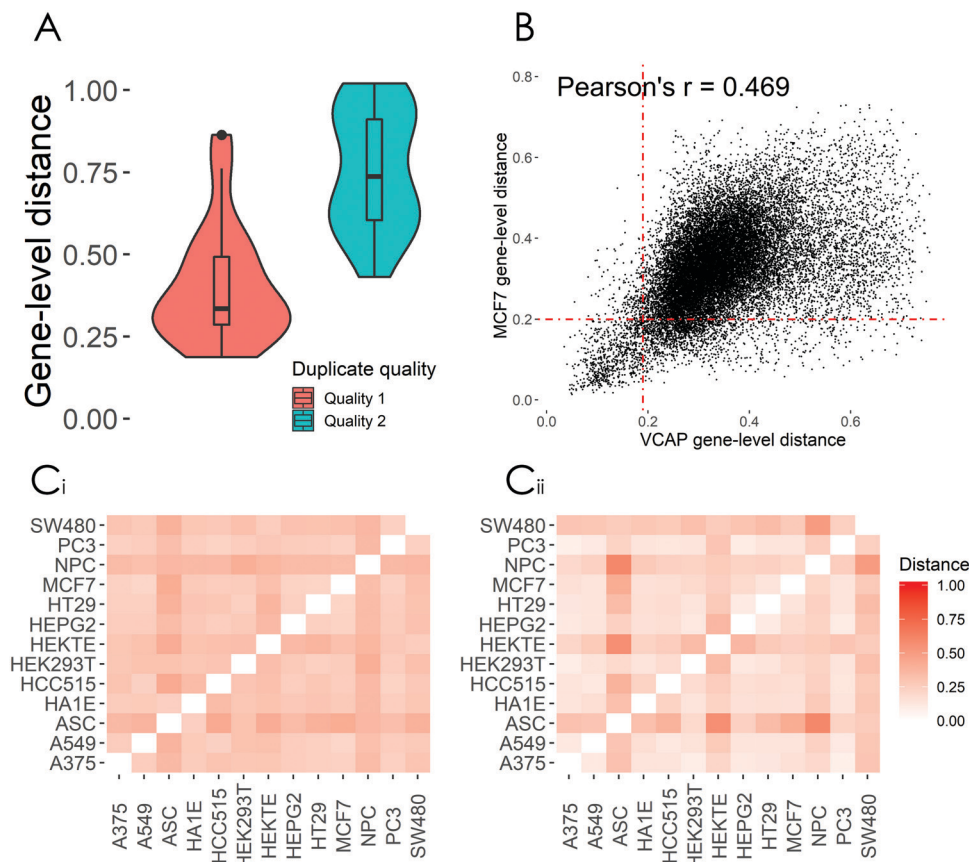 A
Gene-level distance
1.00
0.75
0.50
0.25
0.00
Duplicate quality
Quality 1
Quality 2
B
Pearson's r = 0.469
MCF7 gene-level distance
0.8
0.6
0.4
0.2
0.0
0.0
0.2
0.4
0.6
VCAP gene-level distance
Ci
SW480
PC3
NPC
MCF7
HT29
HEPG2
HEKTE
HEK293T
HCC515
HA1E
ASC
A549
A375
A375
A549
ASC
HA1E
HCC515
HEK293T
HEKTE
HEPG2
HT29
MCF7
NPC
PC3
SW480
Cii
SW480
PC3
NPC
MCF7
HT29
HEPG2
HEKTE
HEK293T
HCC515
HA1E
ASC
A549
A375
A375
A549
ASC
HA1E
HCC515
HEK293T
HEKTE
HEPG2
HT29
MCF7
NPC
PC3
SW480
Distance
1.00
0.75
0.50
0.25
0.00